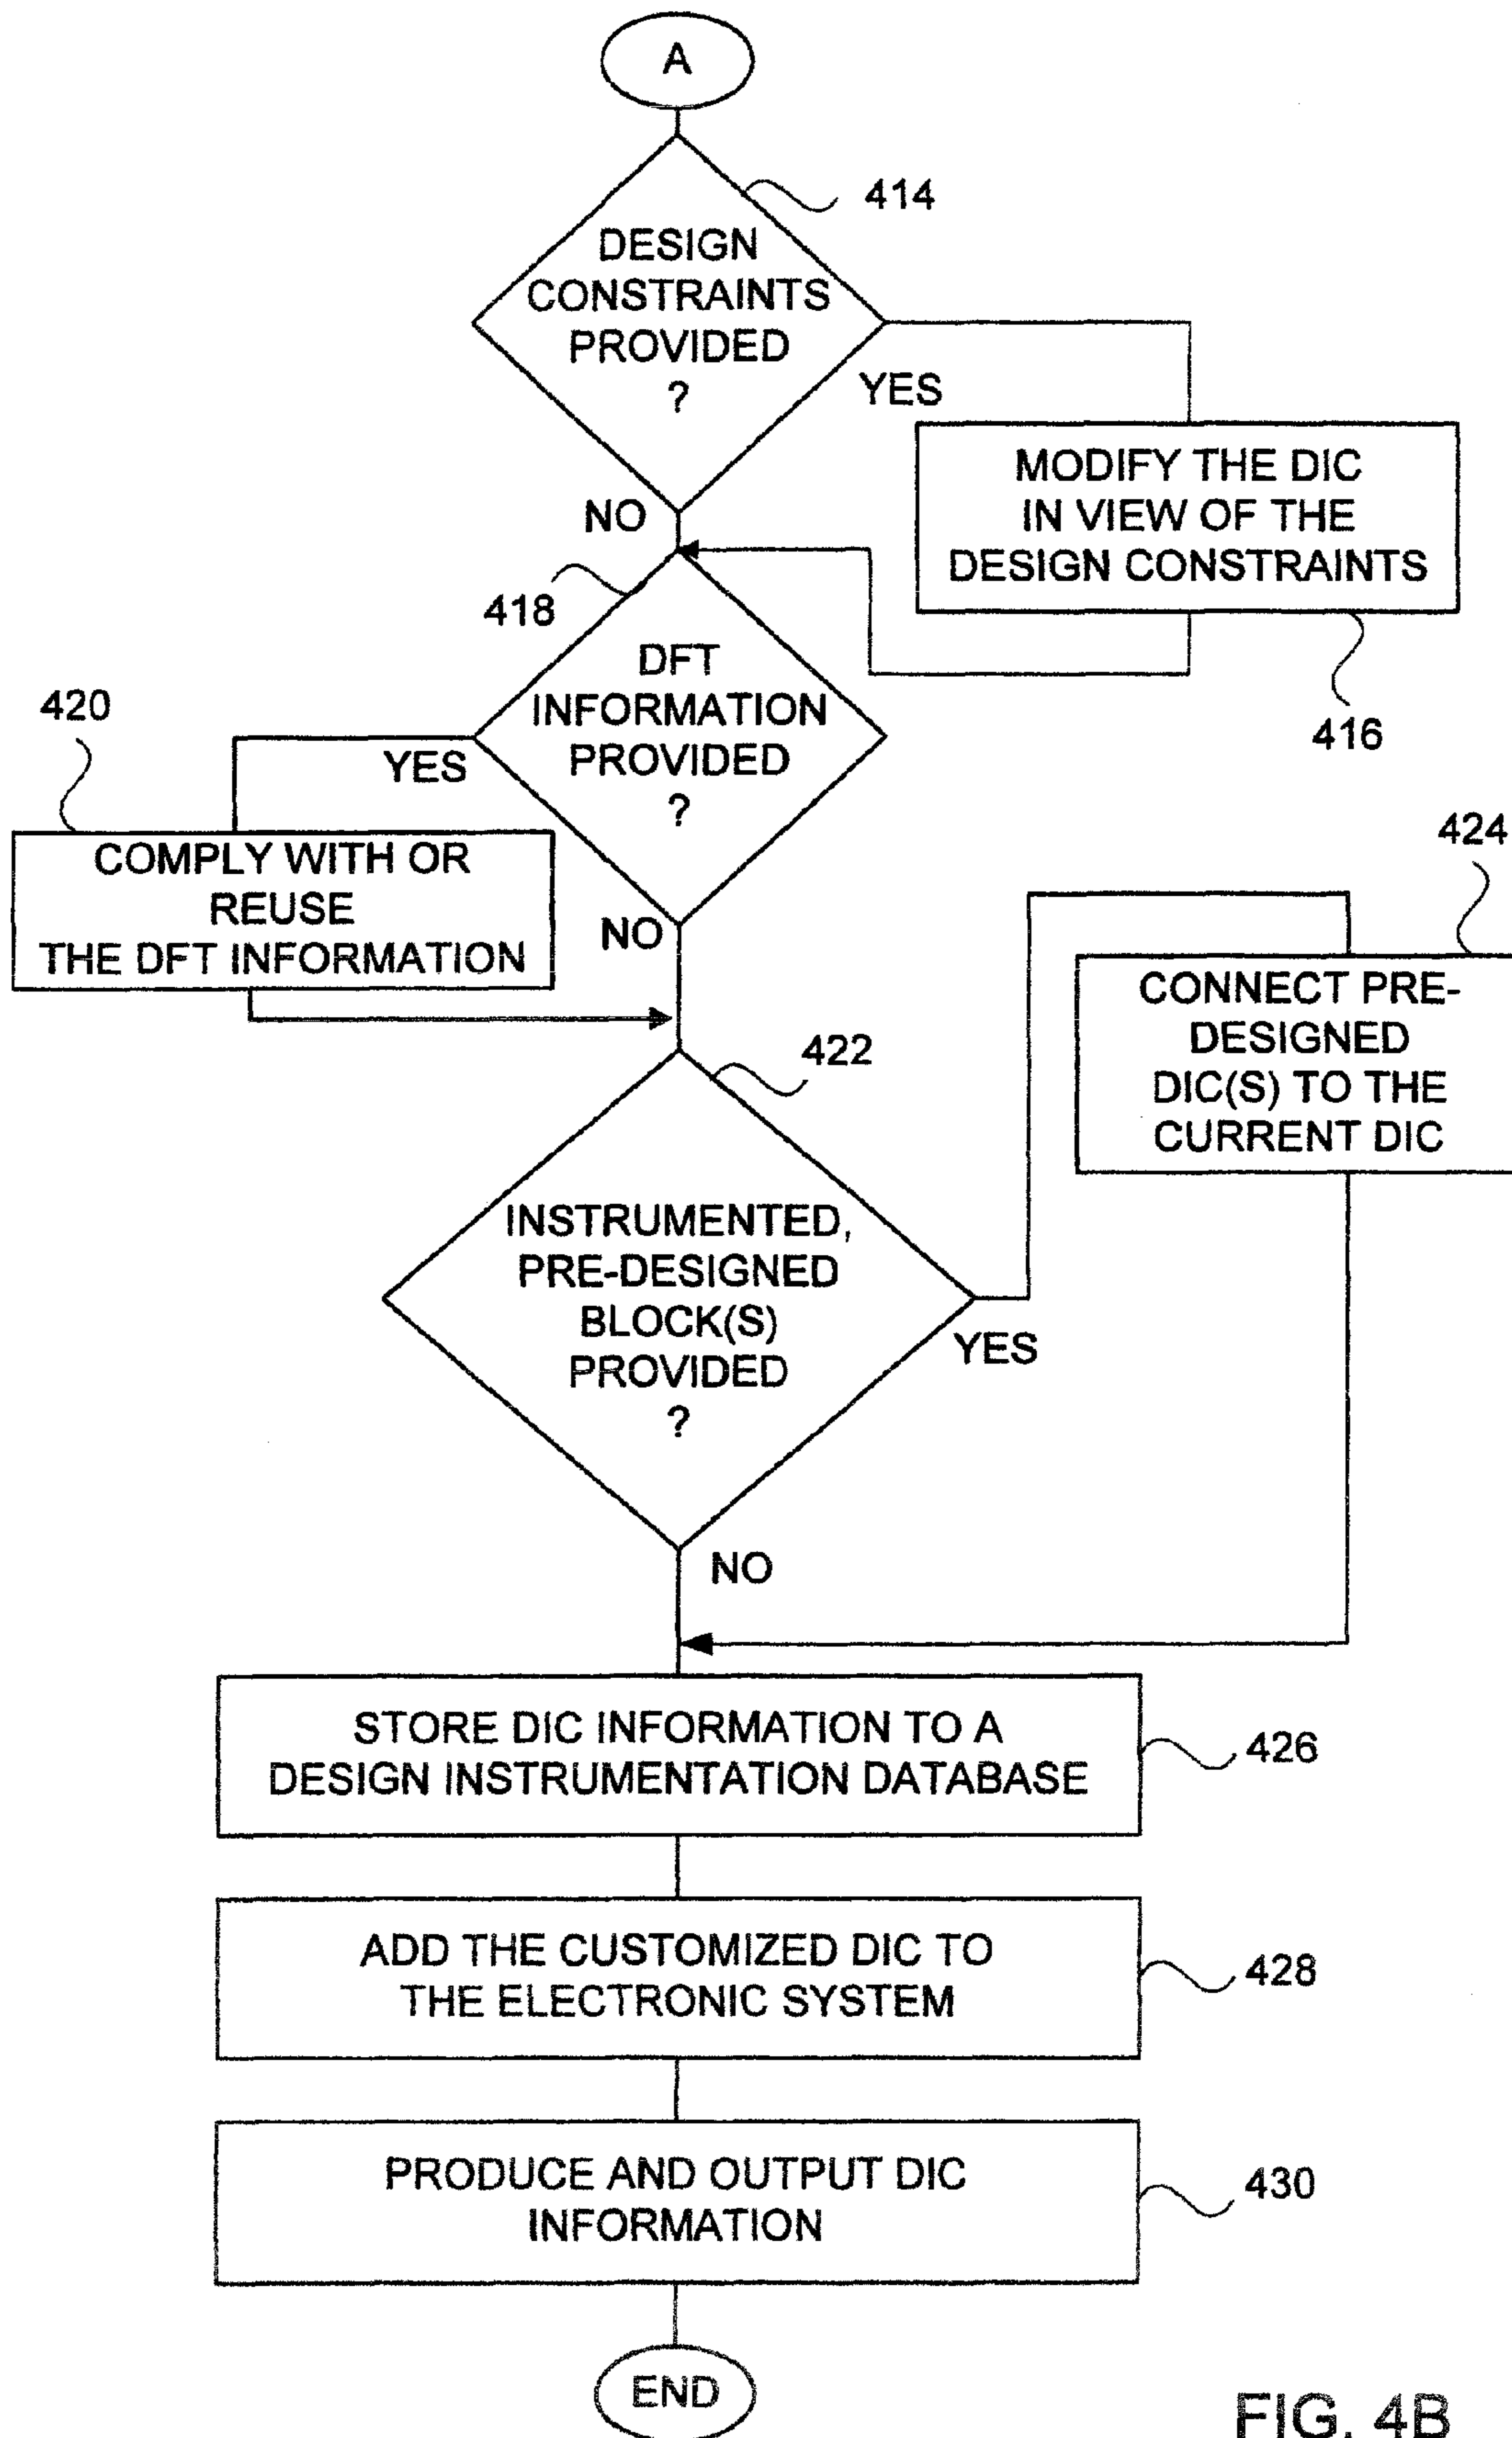 A
414
DESIGN
CONSTRAINTS
PROVIDED
?
YES
MODIFY THE DIC
IN VIEW OF THE
DESIGN CONSTRAINTS
416
NO
418
DFT
INFORMATION
PROVIDED
?
YES
420
COMPLY WITH OR
REUSE
THE DFT INFORMATION
NO
422
INSTRUMENTED,
PRE-DESIGNED
BLOCK(S)
PROVIDED
?
YES
424
CONNECT PRE-
DESIGNED
DIC(S) TO THE
CURRENT DIC
NO
STORE DIC INFORMATION TO A
DESIGN INSTRUMENTATION DATABASE
426
ADD THE CUSTOMIZED DIC TO
THE ELECTRONIC SYSTEM
428
PRODUCE AND OUTPUT DIC
INFORMATION
430
END
FIG. 4B